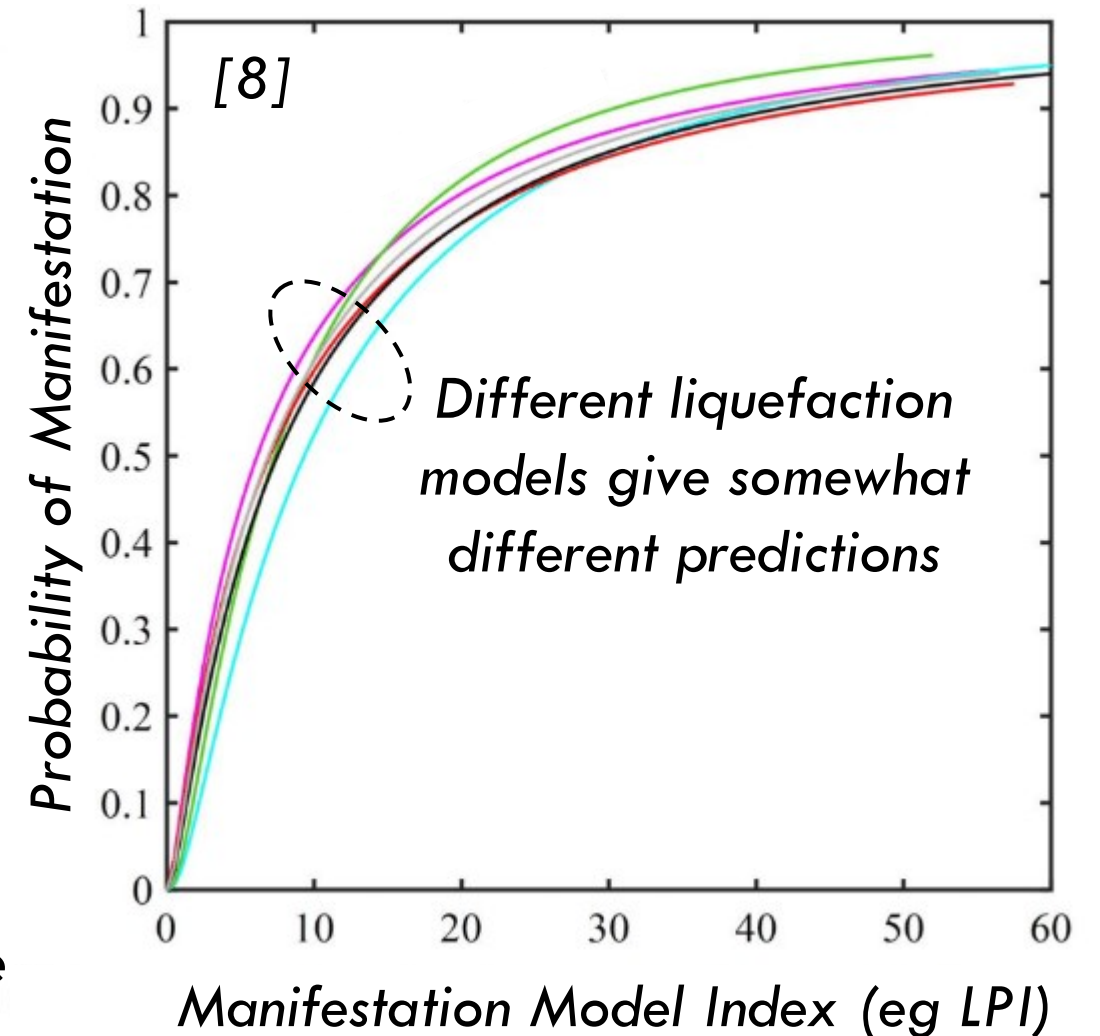 1
[8]
0.9
0.8
0.7
0.6
0.5
0.4
0.3
0.2
0.1
0
Probability of Manifestation
Different liquefaction
models give somewhat
different predictions
0 10 20 30 40 50 60
Manifestation Model Index (eg LPI)